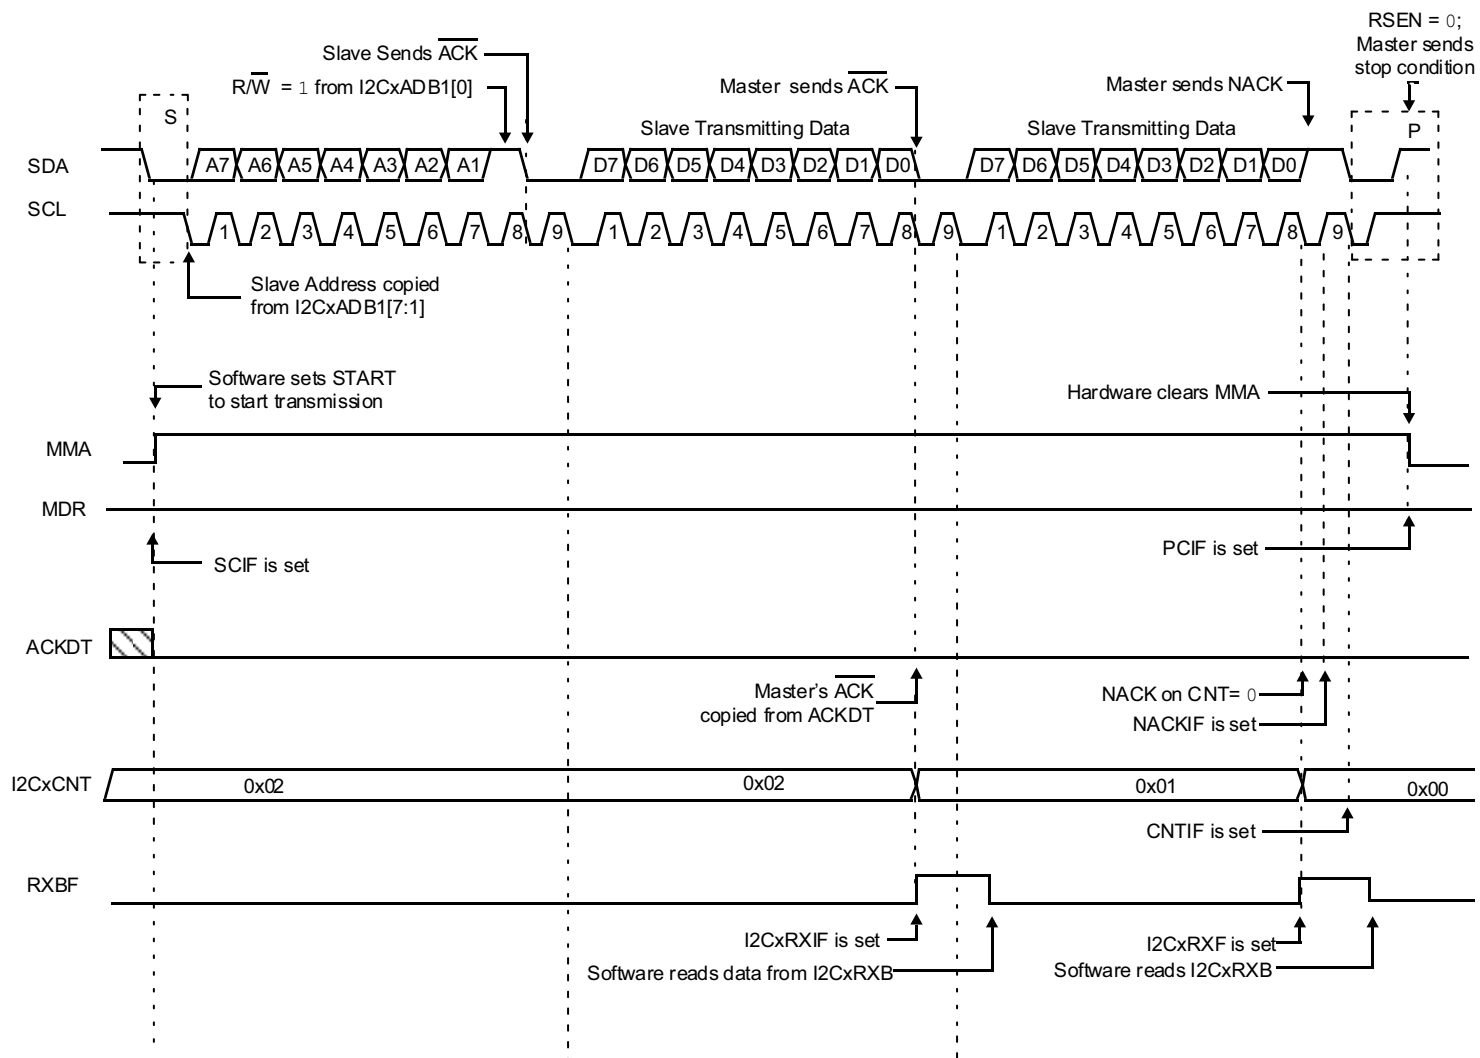 RSEN = 0;
Master sends
stop condition
Slave Sends ACK
R/W = 1 from I2CxADB1[0]
Master sends ACK
Master sends NACK
S
Slave Transmitting Data
Slave Transmitting Data
P
SDA
A7 A6 A5 A4 A3 A2 A1
D7 D6 D5 D4 D3 D2 D1 D0
D7 D6 D5 D4 D3 D2 D1 D0
SCL
1 2 3 4 5 6 7 8 9
1 2 3 4 5 6 7 8 9
1 2 3 4 5 6 7 8 9
Slave Address copied
from I2CxADB1[7:1]
Software sets START
to start transmission
Hardware clears MMA
MMA
MDR
SCIF is set
PCIF is set
ACKDT
Master's ACK
copied from ACKDT
NACK on CNT= 0
NACKIF is set
I2CxCNT
0x02
0x02
0x01
0x00
CNTIF is set
RXBF
I2CxRXIF is set
Software reads data from I2CxRXB
I2CxRXF is set
Software reads I2CxRXB